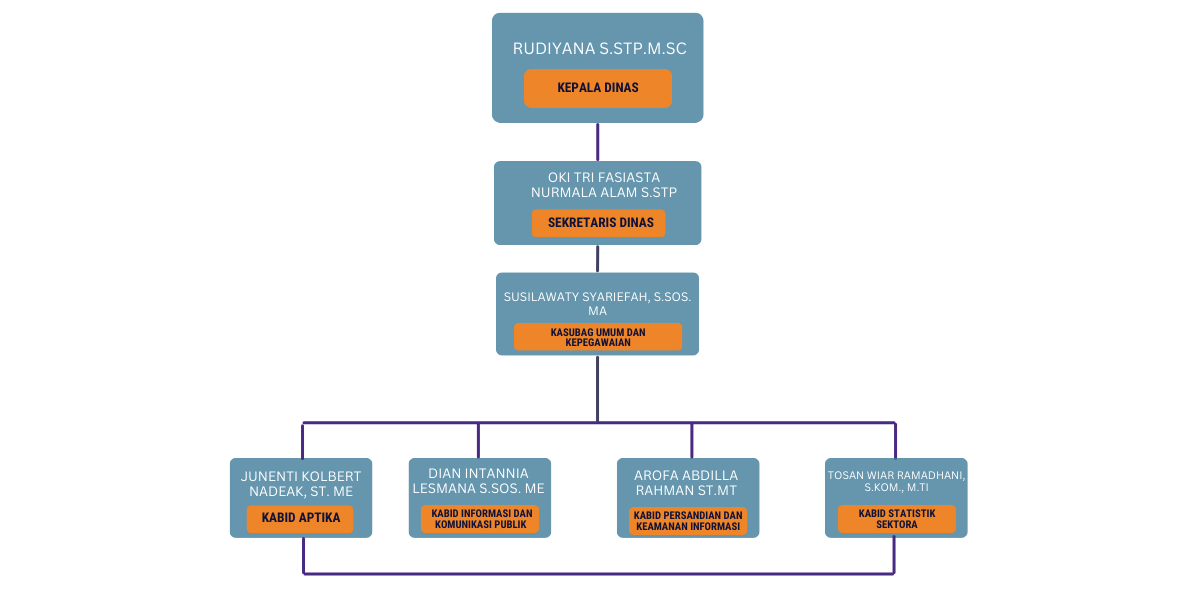 RUDIYANA S.STP.M.SC
KEPALA DINAS
OKI TRI FASIASTA
NURMALA ALAM S.STP
SEKRETARIS DINAS
SUSILAWATY SYARIEFAH, S.SOS.
MA
KASUBAG UMUM DAN
KEPEGAWAIAN
JUNENTI KOLBERT
NADEAK, ST. ME
KABID APTIKA
DIAN INTANNIA
LESMANA S.SOS. ME
KABID INFORMASI DAN
KOMUNIKASI PUBLIK
AROFA ABDILLA
RAHMAN ST.MT
KABID PERSANDIAN DAN
KEAMANAN INFORMASI
TOSAN WIAR RAMADHANI,
S.KOM., M.TI
KABID STATISTIK
SEKTORA